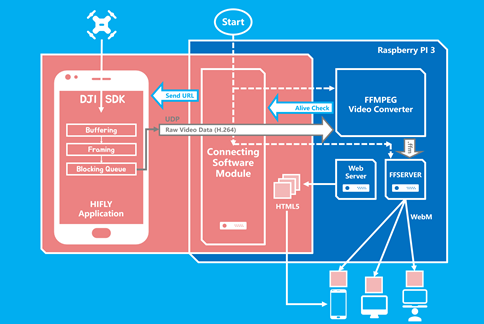 Start
Raspberry PI 3
DJI SDK
Send URL
FFMPEG
Video Converter
Alive Check
UDP
Raw Video Data (H.264)
Buffering
Framing
Blocking Queue
Connecting
Software
Module
.ffm
Web
Server
FFSERVER
HTML5
HIFLY
Application
WebM